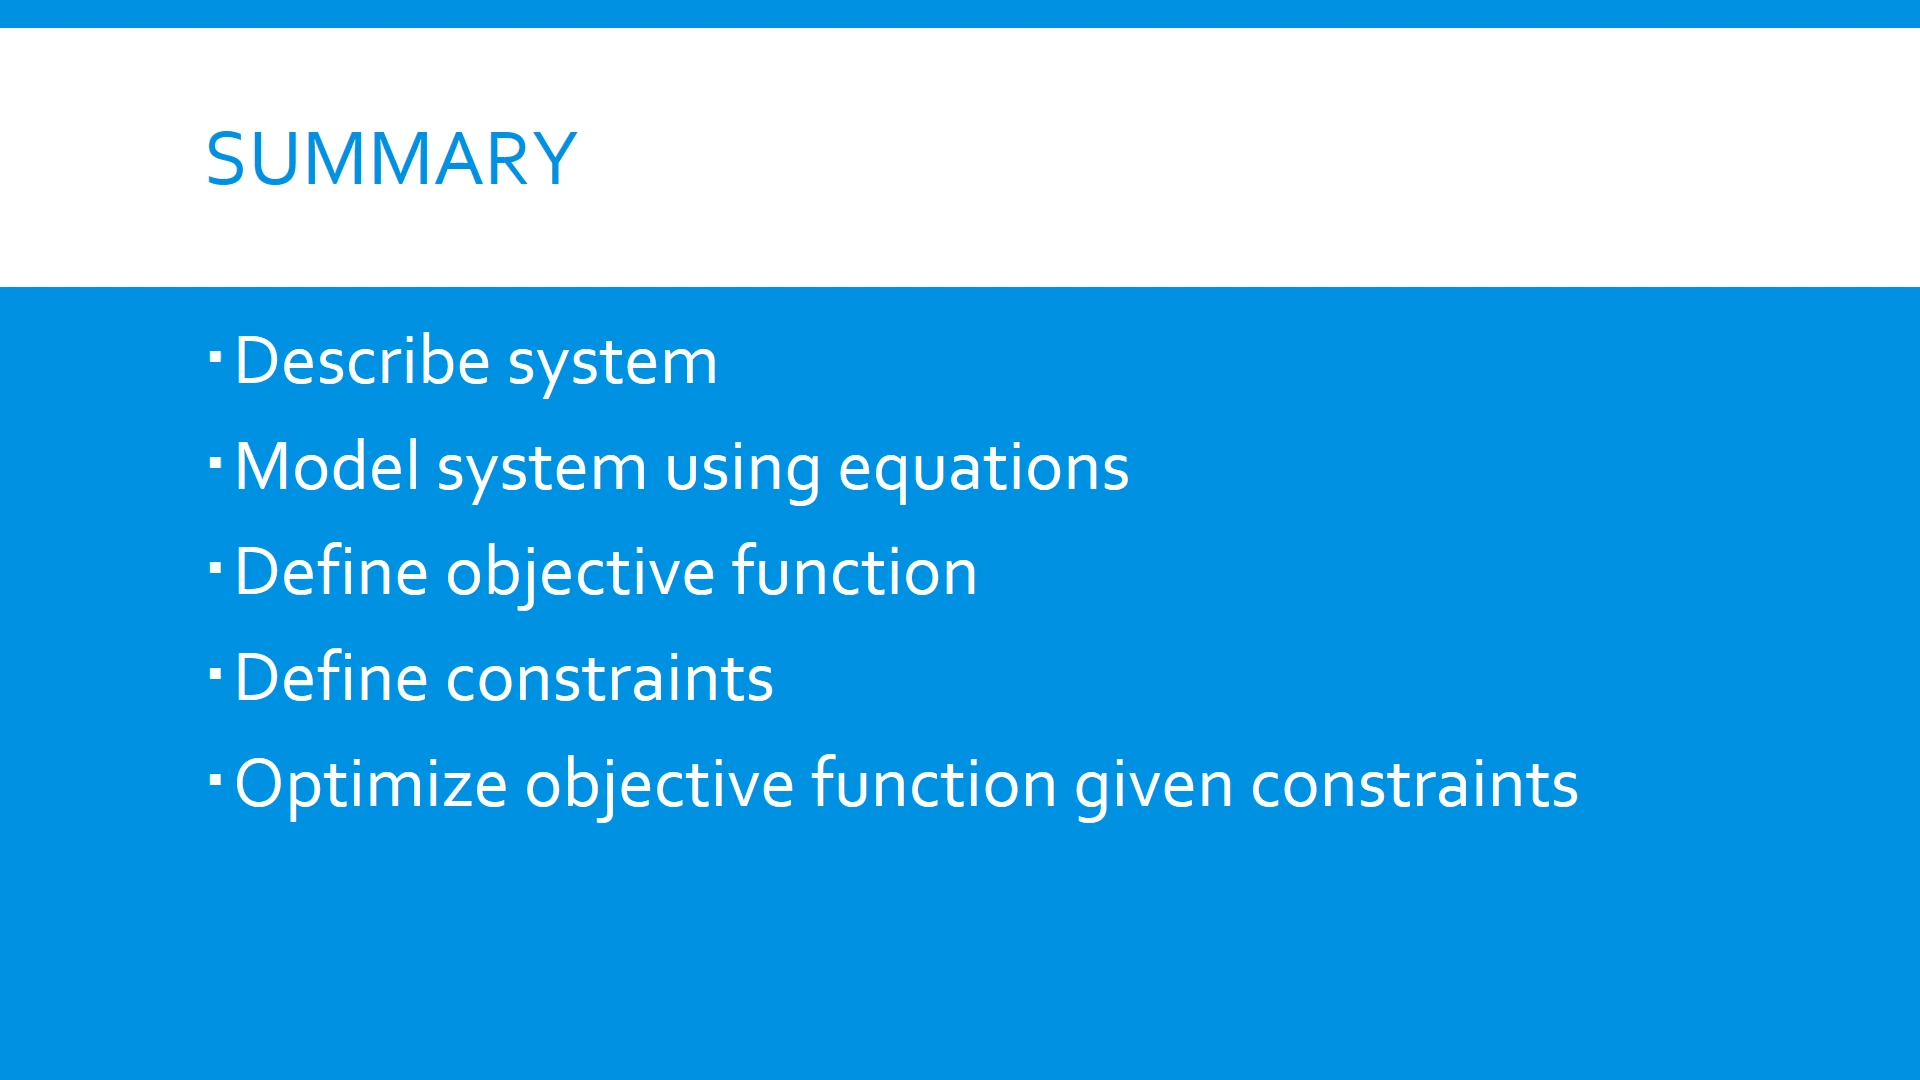 SUMMARY
▪ Describe system
▪ Model system using equations
▪ Define objective function
▪ Define constraints
▪ Optimize objective function given constraints